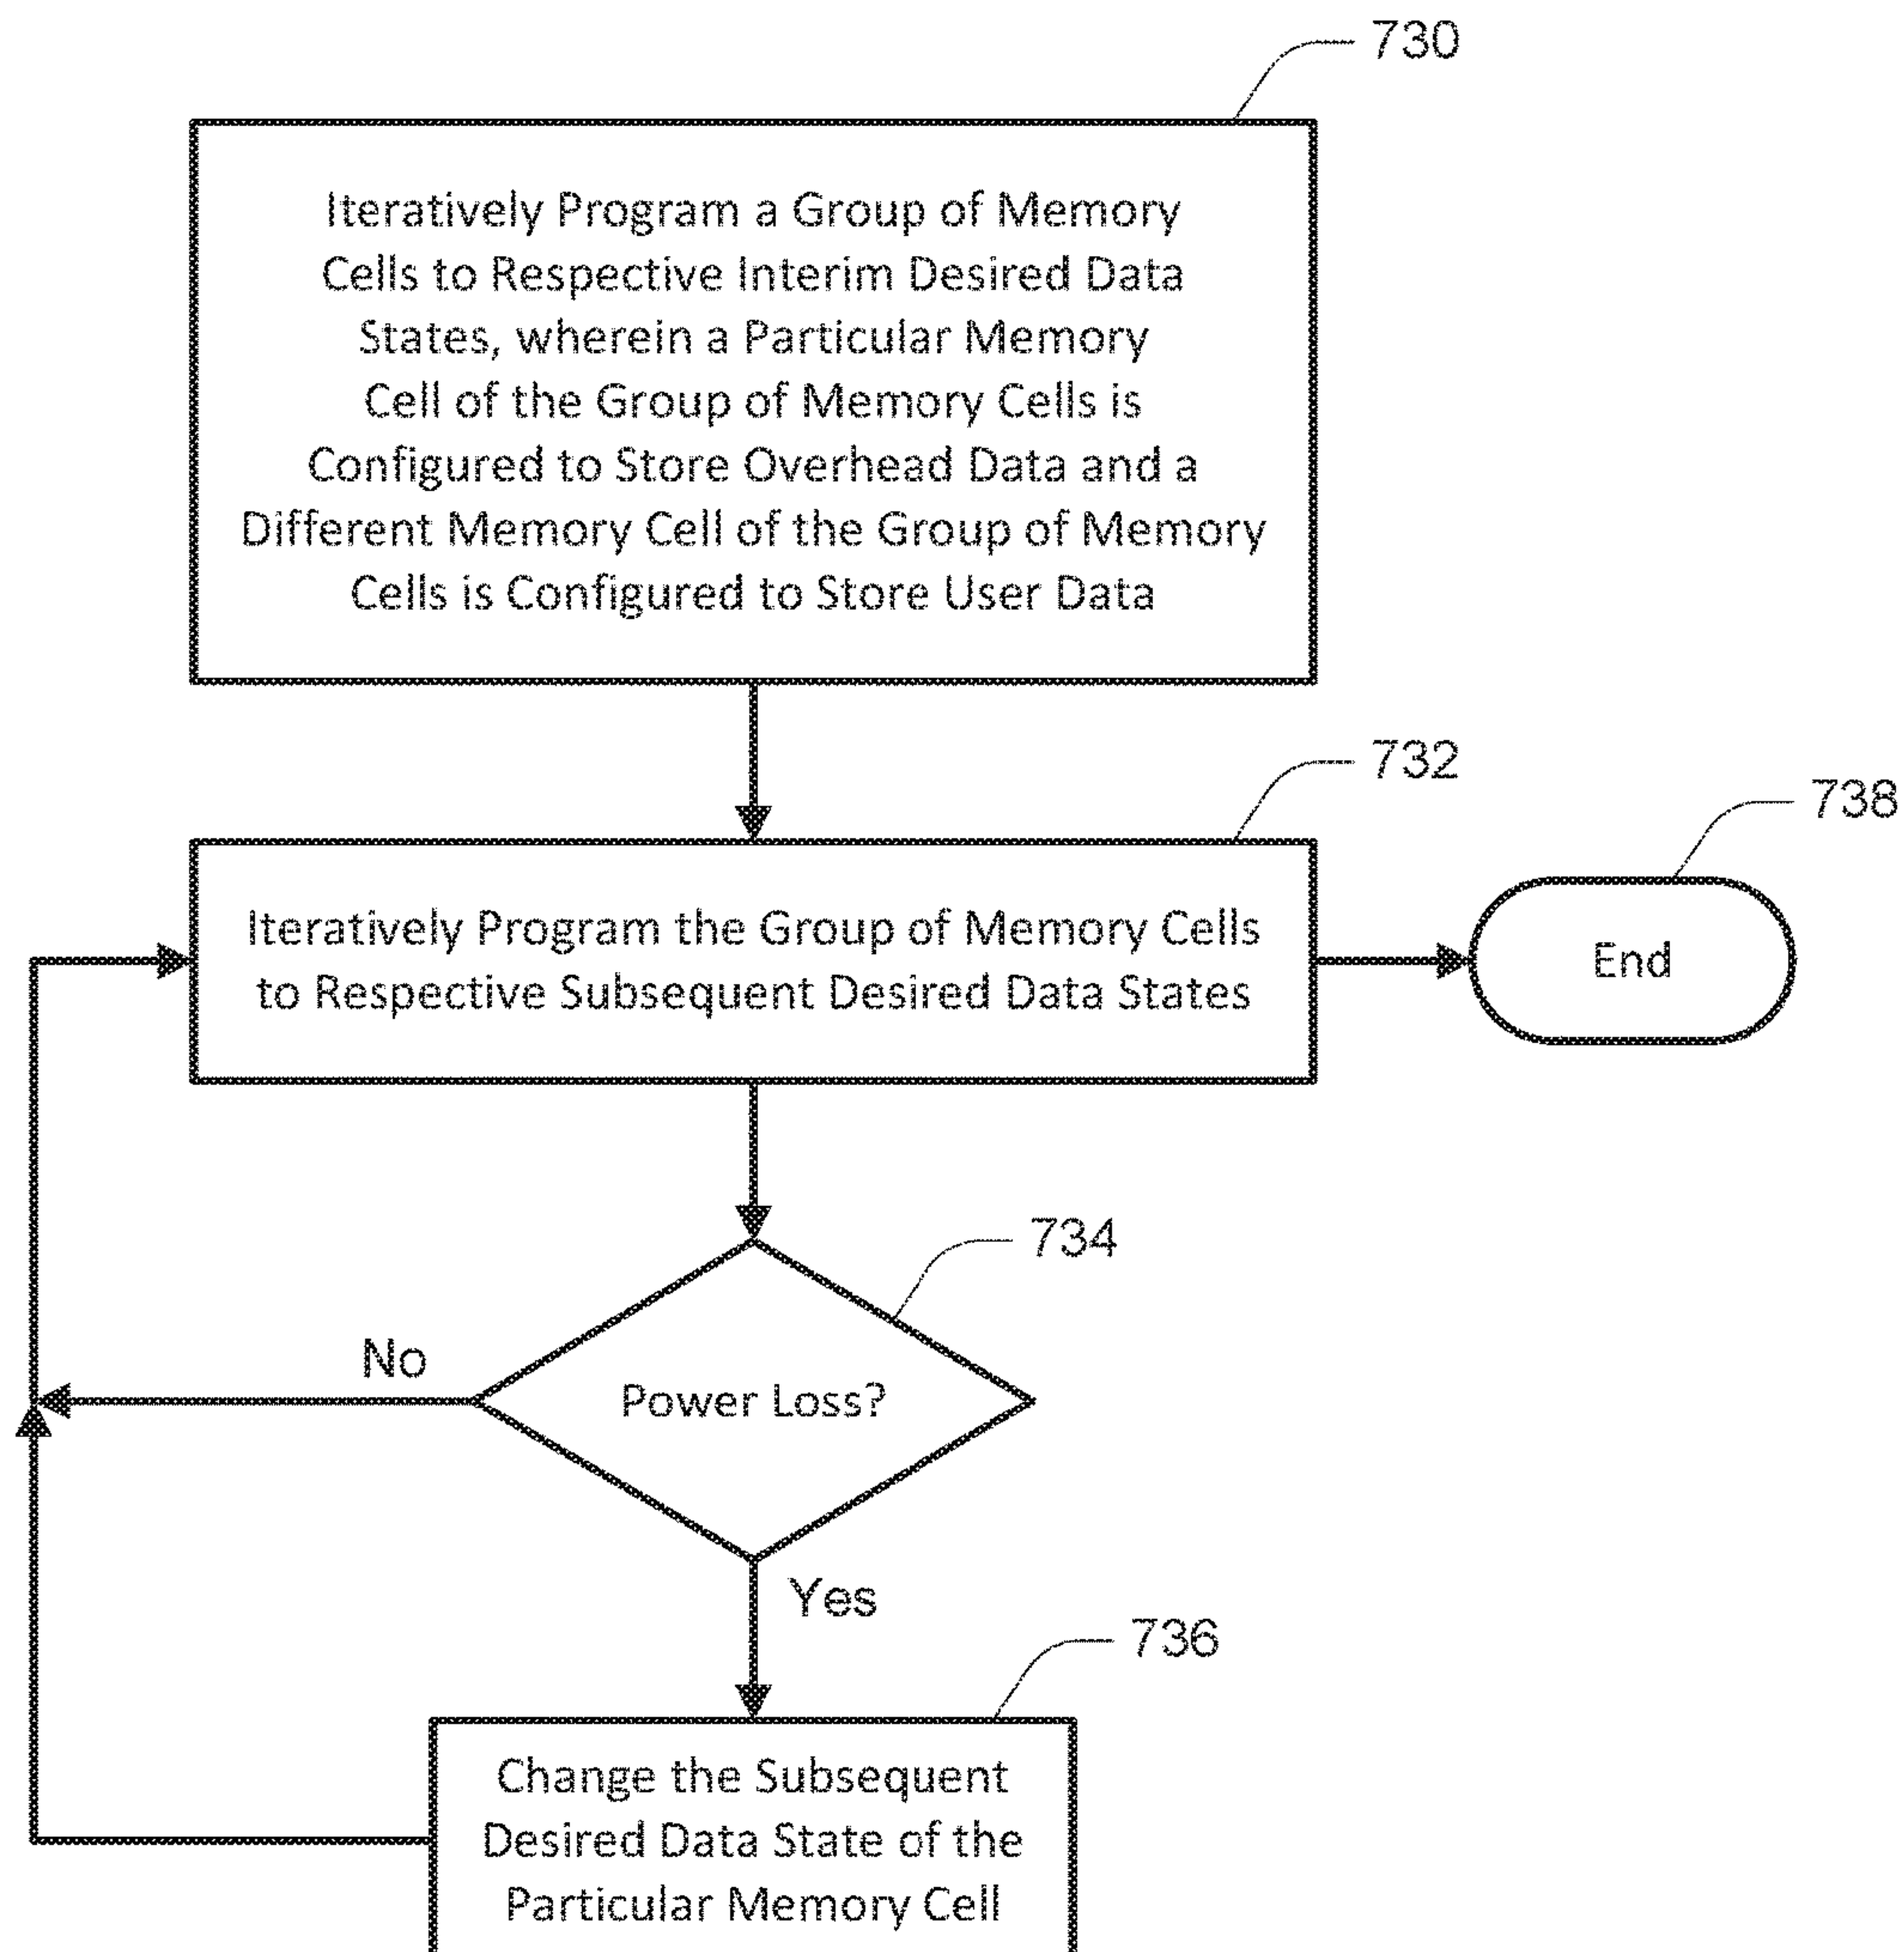 730
Iteratively Program a Group of Memory
Cells to Respective Interim Desired Data
States, wherein a Particular Memory
Cell of the Group of Memory Cells is
Configured to Store Overhead Data and a
Different Memory Cell of the Group of Memory
Cells is Configured to Store User Data
732
738
Iteratively Program the Group of Memory Cells
to Respective Subsequent Desired Data States
End
734
No
Power Loss?
Yes
736
Change the Subsequent
Desired Data State of the
Particular Memory Cell